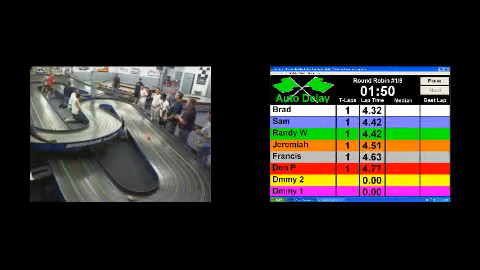 Round Robin #1/8
Pause
01:50
Auto Delay
T-Laps Lap Time Median Best Lap
Brad 1 4.32
Sam 1 4.42
Randy W 1 4.42
Jeremiah 1 4.51
Francis 1 4.63
Don P 1 4.77
Dmmy 2 0.00
Dmmy 1 0.00